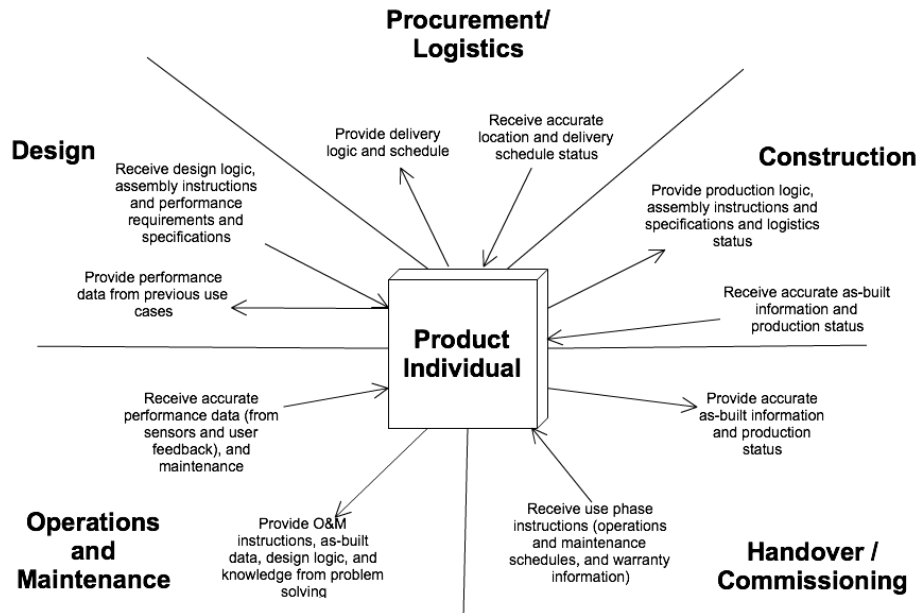 Procurement/
Logistics
Design
Construction
Provide delivery
logic and schedule
Receive accurate
location and delivery
schedule status
Receive design logic,
assembly instructions
and performance
requirements and
specifications
Provide production logic,
assembly instructions and
specifications and logistics
status
Provide performance
data from previous use
cases
Receive accurate as-built
information and
production status
Product
Individual
Receive accurate
performance data (from
sensors and user
feedback), and
maintenance
Provide accurate
as-built information
and production
status
Operations
and
Maintenance
Provide O&M
instructions, as-built
data, design logic, and
knowledge from problem
solving
Receive use phase
instructions (operations
and maintenance
schedules, and warranty
information)
Handover /
Commissioning